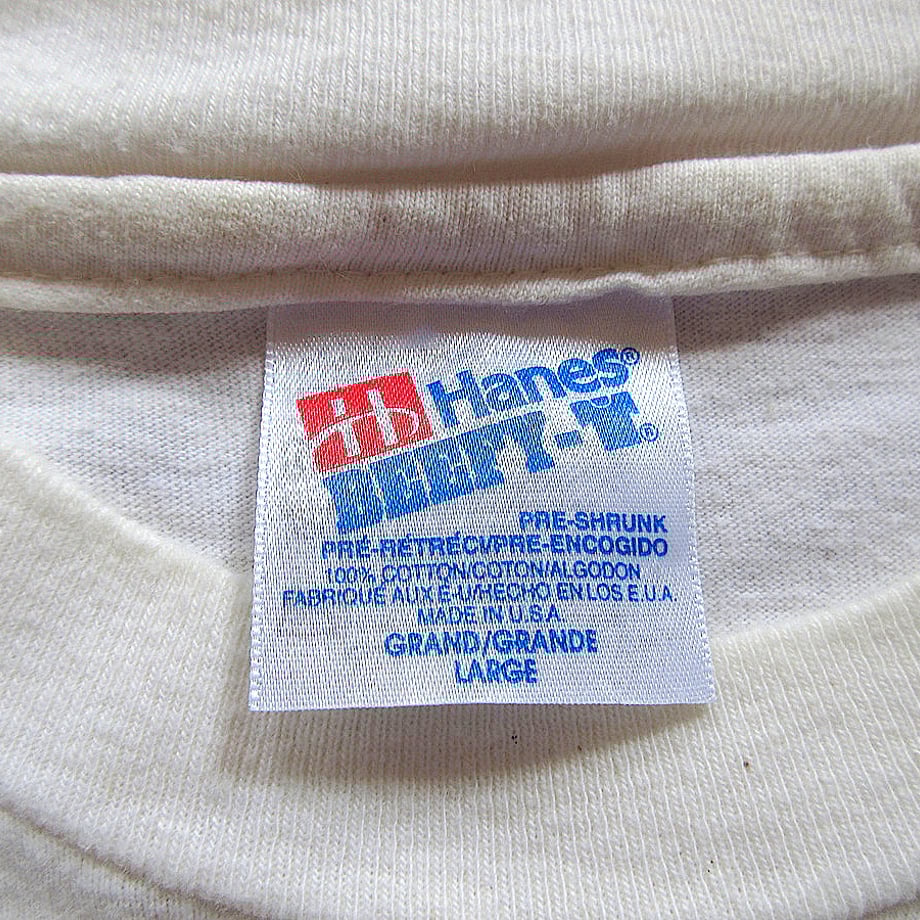 Hanes®
BEEFY-T.®
PRE-SHRUNK
PRÉ-RÉTRÉCI/PRE-ENCOGIDO
100% COTTON/COTON/ALGODON
FABRIQUÉ AUX É-U/HECHO EN LOS E.U.A.
MADE IN U.S.A
GRAND/GRANDE
LARGE